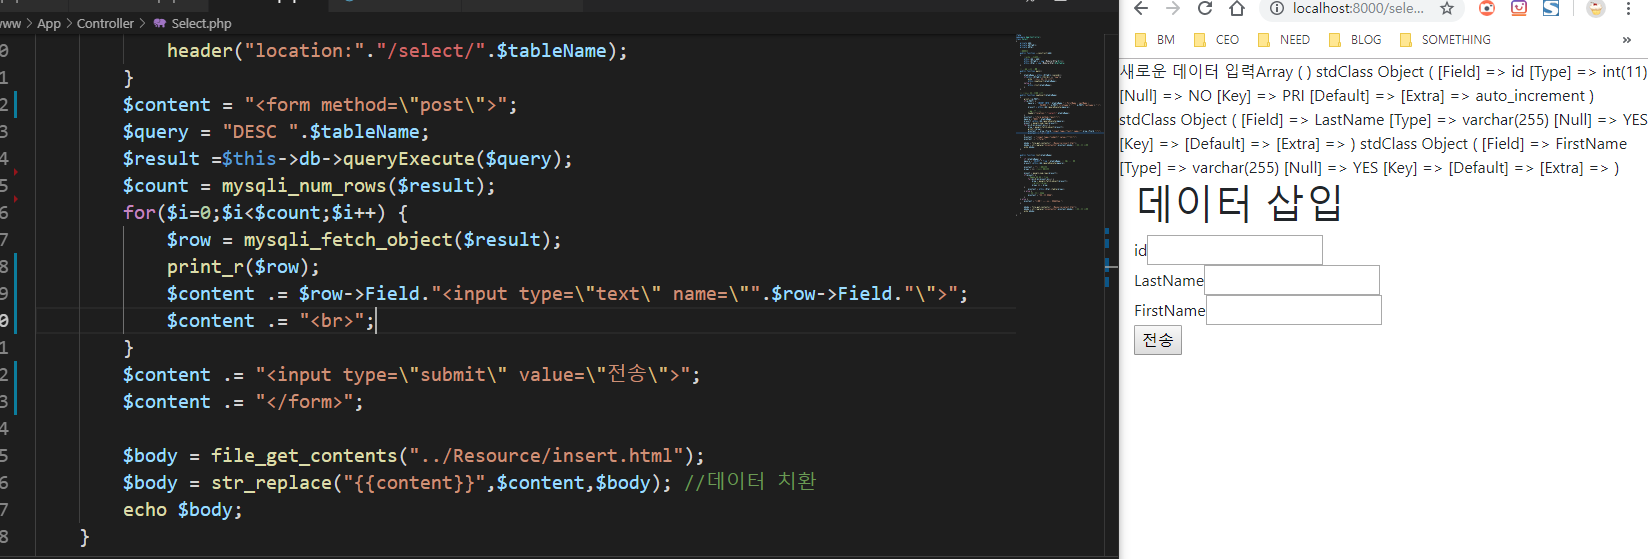 www > App > Controller > Select.php
0 header("location:"."/select/".$tableName);
1 }
2 $content = "<form method=\"post\">";
3 $query = "DESC ".$tableName;
4 $result =$this->db->queryExecute($query);
5 $count = mysqli_num_rows($result);
6 for($i=0;$i<$count;$i++) {
7 $row = mysqli_fetch_object($result);
8 print_r($row);
9 $content .= $row->Field."<input type=\"text\" name=\"".$row->Field."\">";
0 $content .= "<br>";
1 }
2 $content .= "<input type=\"submit\" value=\"전송\">";
3 $content .= "</form>";
4
5 $body = file_get_contents("../Resource/insert.html");
6 $body = str_replace("{{content}}",$content,$body); //데이터 치환
7 echo $body;
8 }
localhost:8000/sele...
BM CEO NEED BLOG SOMETHING »
새로운 데이터 입력Array ( ) stdClass Object ( [Field] => id [Type] => int(11)
[Null] => NO [Key] => PRI [Default] => [Extra] => auto_increment )
stdClass Object ( [Field] => LastName [Type] => varchar(255) [Null] => YES
[Key] => [Default] => [Extra] => ) stdClass Object ( [Field] => FirstName
[Type] => varchar(255) [Null] => YES [Key] => [Default] => [Extra] => )
데이터 삽입
id
LastName
FirstName
전송